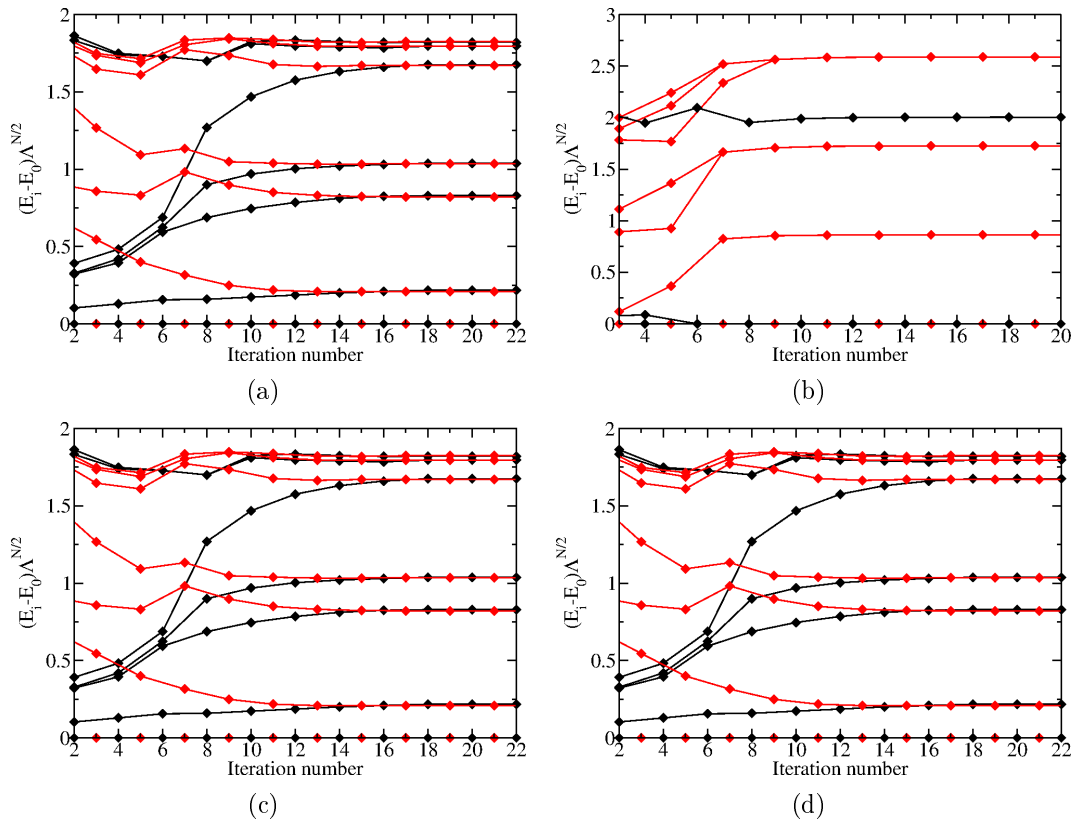 2
1.5
1
0.5
0
(E_i-E_0)Λ^{N/2}
2 4 6 8 10 12 14 16 18 20 22
Iteration number
(a)
3
2.5
2
1.5
1
0.5
0
(E_i-E_0)Λ^{N/2}
4 6 8 10 12 14 16 18 20
Iteration number
(b)
2
1.5
1
0.5
0
(E_i-E_0)Λ^{N/2}
2 4 6 8 10 12 14 16 18 20 22
Iteration number
(c)
2
1.5
1
0.5
0
(E_i-E_0)Λ^{N/2}
2 4 6 8 10 12 14 16 18 20 22
Iteration number
(d)